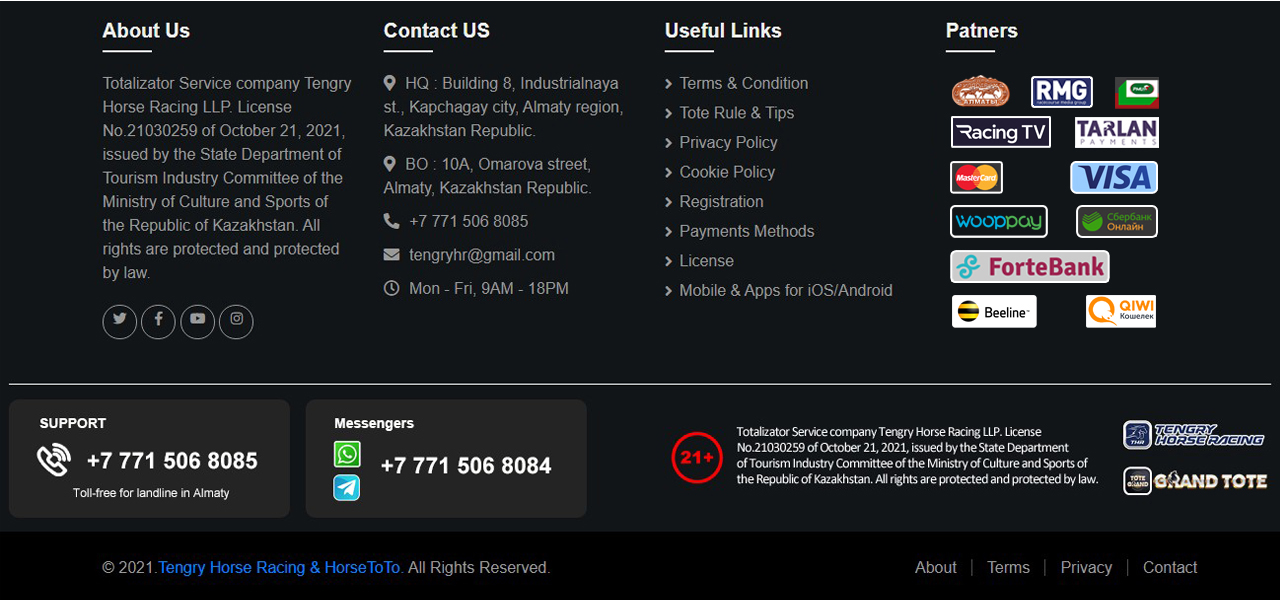 About Us
Totalizator Service company Tengry
Horse Racing LLP. License
No.21030259 of October 21, 2021,
issued by the State Department of
Tourism Industry Committee of the
Ministry of Culture and Sports of
the Republic of Kazakhstan. All
rights are protected and protected
by law.
Contact US
HQ : Building 8, Industrialnaya
st., Kapchagay city, Almaty region,
Kazakhstan Republic.
BO : 10A, Omarova street,
Almaty, Kazakhstan Republic.
+7 771 506 8085
tengryhr@gmail.com
Mon - Fri, 9AM - 18PM
Useful Links
Terms & Condition
Tote Rule & Tips
Privacy Policy
Cookie Policy
Registration
Payments Methods
License
Mobile & Apps for iOS/Android
Patners
АЛМАТЫ
RMG
racecourse media group
PMU
Racing TV
TARLAN
PAYMENTS
MasterCard
VISA
wooppay
Сбербанк
Онлайн
ForteBank
Beeline™
QIWI
Кошелек
SUPPORT
+7 771 506 8085
Toll-free for landline in Almaty
Messengers
+7 771 506 8084
21+
Totalizator Service company Tengry Horse Racing LLP. License
No.21030259 of October 21, 2021, issued by the State Department
of Tourism Industry Committee of the Ministry of Culture and Sports of
the Republic of Kazakhstan. All rights are protected and protected by law.
THR
TENGRY
HORSE RACING
TOTE
GRAND
GRAND TOTE
© 2021.Tengry Horse Racing & HorseToTo. All Rights Reserved.
About
Terms
Privacy
Contact